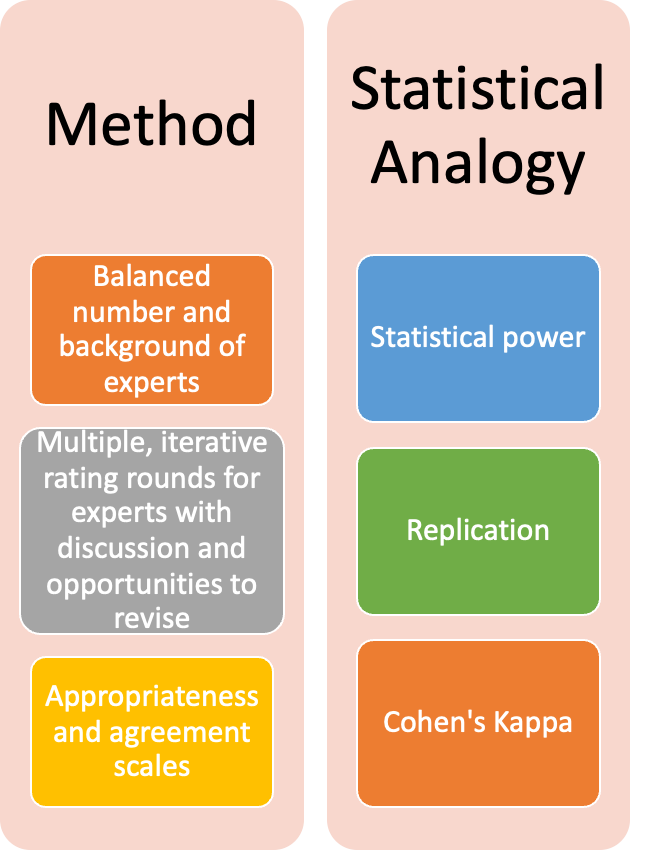 Method
Balanced
number and
background of
experts
Multiple, iterative
rating rounds for
experts with
discussion and
opportunities to
revise
Appropriateness
and agreement
scales
Statistical
Analogy
Statistical power
Replication
Cohen's Kappa